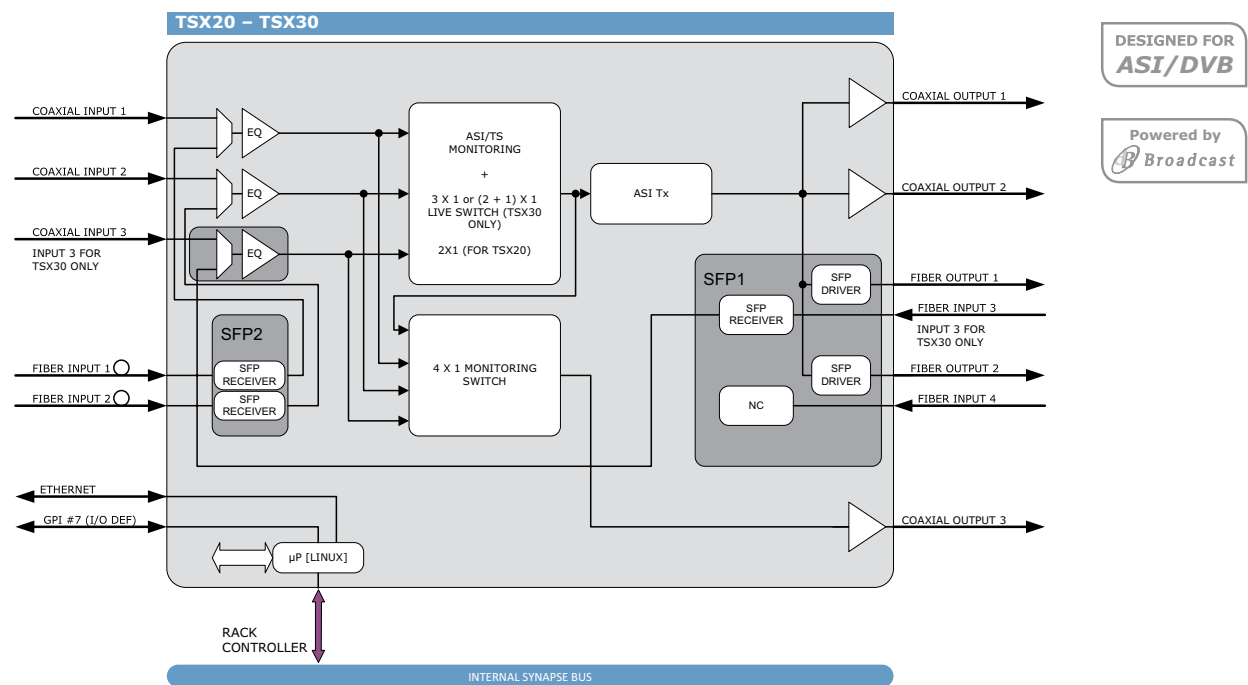 TSX20 – TSX30
DESIGNED FOR
ASI/DVB
Powered by
Broadcast
COAXIAL INPUT 1
COAXIAL INPUT 2
COAXIAL INPUT 3
INPUT 3 FOR
TSX30 ONLY
EQ
EQ
EQ
ASI/TS
MONITORING
+
3 X 1 or (2 + 1) X 1
LIVE SWITCH (TSX30
ONLY)
2X1 (FOR TSX20)
ASI Tx
COAXIAL OUTPUT 1
COAXIAL OUTPUT 2
SFP1
SFP
DRIVER
SFP
RECEIVER
SFP
DRIVER
NC
FIBER OUTPUT 1
FIBER INPUT 3
INPUT 3 FOR
TSX30 ONLY
FIBER OUTPUT 2
FIBER INPUT 4
SFP2
SFP
RECEIVER
SFP
RECEIVER
FIBER INPUT 1
FIBER INPUT 2
4 X 1 MONITORING
SWITCH
ETHERNET
GPI #7 (I/O DEF)
µP [LINUX]
COAXIAL OUTPUT 3
RACK
CONTROLLER
INTERNAL SYNAPSE BUS